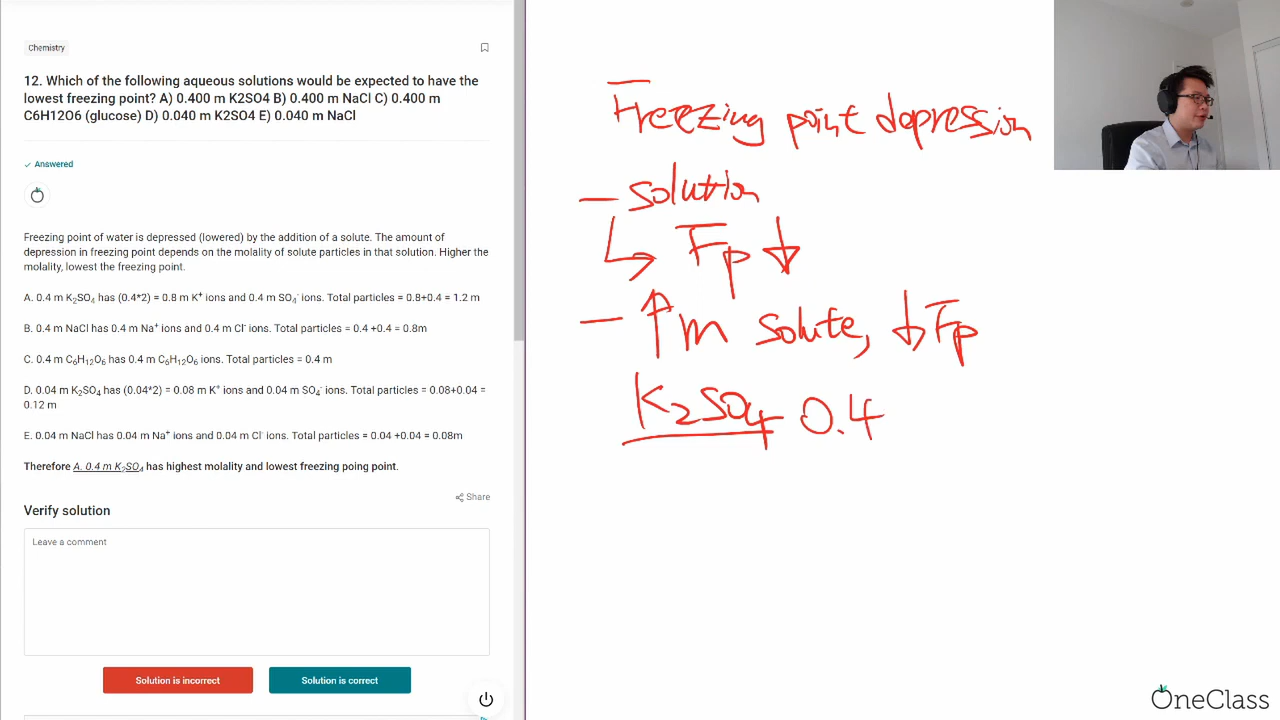 Chemistry
12. Which of the following aqueous solutions would be expected to have the
lowest freezing point? A) 0.400 m K2SO4 B) 0.400 m NaCl C) 0.400 m
C6H12O6 (glucose) D) 0.040 m K2SO4 E) 0.040 m NaCl
✓ Answered
Freezing point of water is depressed (lowered) by the addition of a solute. The amount of
depression in freezing point depends on the molality of solute particles in that solution. Higher the
molality, lowest the freezing point.
A. 0.4 m K₂SO₄ has (0.4*2) = 0.8 m K⁺ ions and 0.4 m SO₄⁻ ions. Total particles = 0.8+0.4 = 1.2 m
B. 0.4 m NaCl has 0.4 m Na⁺ ions and 0.4 m Cl⁻ ions. Total particles = 0.4 +0.4 = 0.8m
C. 0.4 m C₆H₁₂O₆ has 0.4 m C₆H₁₂O₆ ions. Total particles = 0.4 m
D. 0.04 m K₂SO₄ has (0.04*2) = 0.08 m K⁺ ions and 0.04 m SO₄⁻ ions. Total particles = 0.08+0.04 =
0.12 m
E. 0.04 m NaCl has 0.04 m Na⁺ ions and 0.04 m Cl⁻ ions. Total particles = 0.04 +0.04 = 0.08m
Therefore A. 0.4 m K₂SO₄ has highest molality and lowest freezing poing point.
Share
Verify solution
Leave a comment
Solution is incorrect
Solution is correct
Freezing point depression
— solution
↳ Fp ↓
— ↑ m solute, ↓ Fp
K₂SO₄ 0.4
OneClass